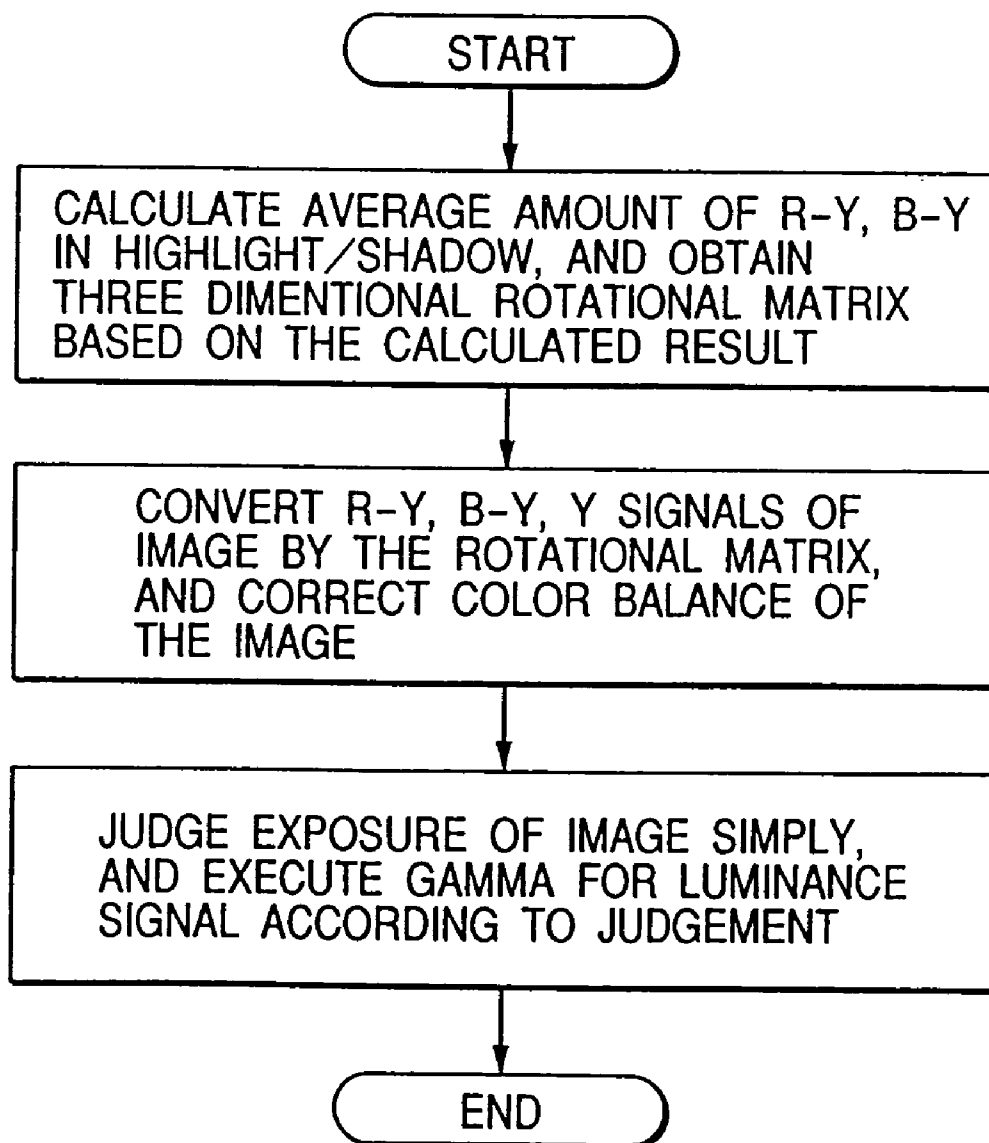 START
CALCULATE AVERAGE AMOUNT OF R-Y, B-Y
IN HIGHLIGHT/SHADOW, AND OBTAIN
THREE DIMENTIONAL ROTATIONAL MATRIX
BASED ON THE CALCULATED RESULT
CONVERT R-Y, B-Y, Y SIGNALS OF
IMAGE BY THE ROTATIONAL MATRIX,
AND CORRECT COLOR BALANCE OF
THE IMAGE
JUDGE EXPOSURE OF IMAGE SIMPLY,
AND EXECUTE GAMMA FOR LUMINANCE
SIGNAL ACCORDING TO JUDGEMENT
END